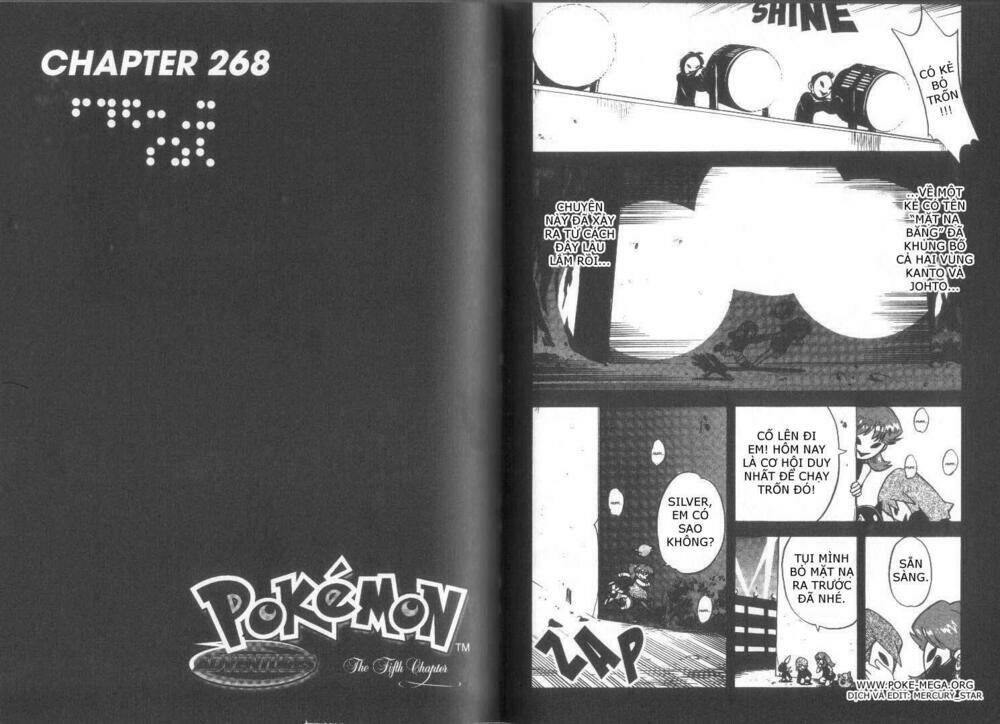 CHAPTER 268
POKéMON
TM
ADVENTURES
The Fifth Chapter
SHINE
CÓ KẺ
BỎ
TRỐN
!!!
...VỀ MỘT
KẺ CÓ TÊN
"MẶT NẠ
BĂNG" ĐÃ
KHỦNG BỐ
CẢ HAI VÙNG
KANTO VÀ
JOHTO...
CHUYỆN
NÀY ĐÃ XẢY
RA TỪ CÁCH
ĐÂY LÂU
LẮM RỒI...
CỐ LÊN ĐI
EM! HÔM NAY
LÀ CƠ HỘI DUY
NHẤT ĐỂ CHẠY
TRỐN ĐÓ!
SILVER,
EM CÓ
SAO
KHÔNG?
ZAP
SẴN
SÀNG.
TỤI MÌNH
BỎ MẶT NẠ
RA TRƯỚC
ĐÃ NHÉ.
WWW.POKE-MEGA.ORG
DỊCH VÀ EDIT: MERCURY_STAR